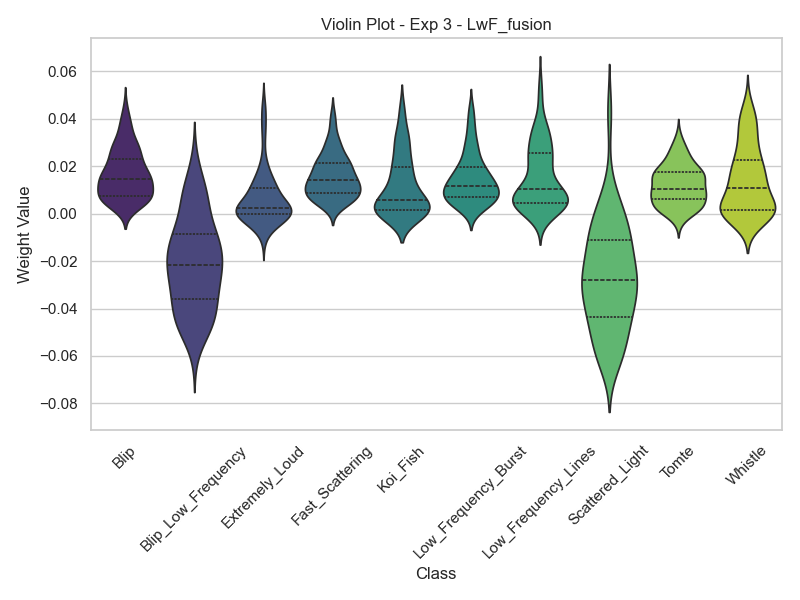 Violin Plot - Exp 3 - LwF_fusion
Weight Value
0.06
0.04
0.02
0.00
−0.02
−0.04
−0.06
−0.08
Blip
Blip_Low_Frequency
Extremely_Loud
Fast_Scattering
Koi_Fish
Low_Frequency_Burst
Low_Frequency_Lines
Scattered_Light
Tomte
Whistle
Class